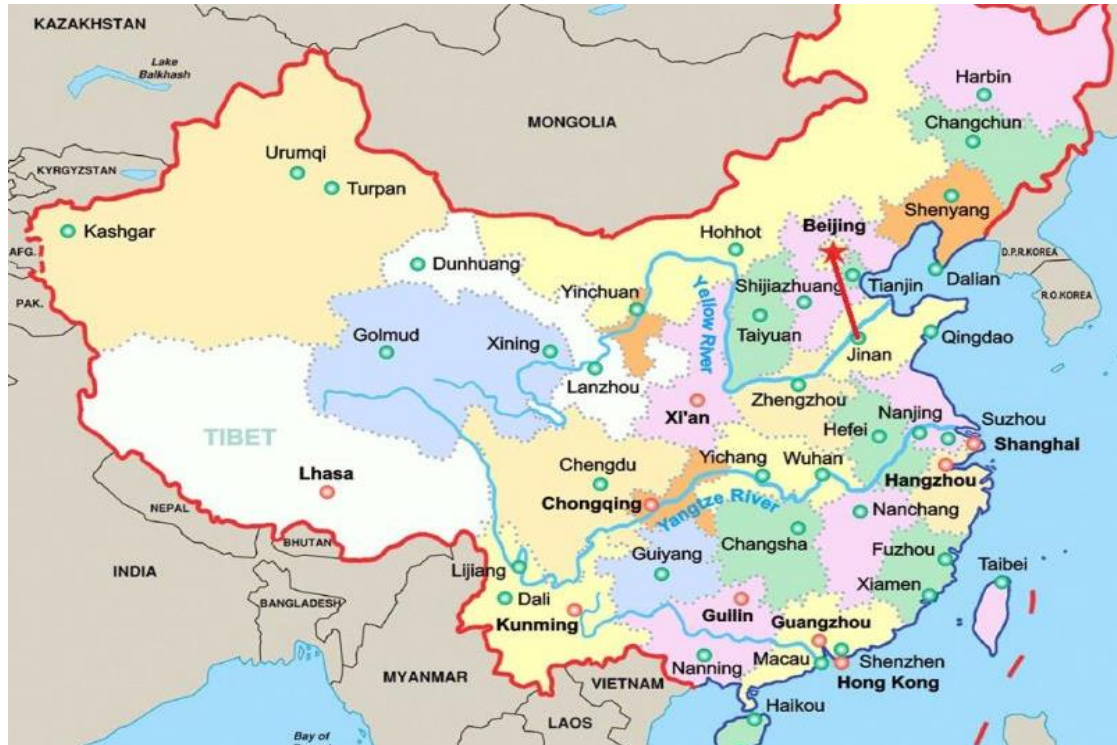 KAZAKHSTAN
Lake
Balkhash
MONGOLIA
Harbin
Changchun
Urumqi
Turpan
KYRGYZSTAN
Shenyang
Kashgar
Hohhot
Beijing
AFG.
Dunhuang
D.P.R.KOREA
Dalian
Tianjin
Shijiazhuang
Yinchuan
Yellow River
PAK.
R.O.KOREA
Golmud
Xining
Taiyuan
Qingdao
Jinan
Lanzhou
Zhengzhou
Xi'an
Nanjing
Suzhou
Hefei
TIBET
Shanghai
Chengdu
Yichang
Wuhan
Lhasa
Hangzhou
Chongqing
Yangtze River
NEPAL
Nanchang
Changsha
BHUTAN
Guiyang
Fuzhou
Taibei
INDIA
Lijiang
Xiamen
Dali
BANGLADESH
Guilin
Kunming
Guangzhou
Nanning
Macau
Shenzhen
MYANMAR
VIETNAM
Hong Kong
Haikou
LAOS
Bay of